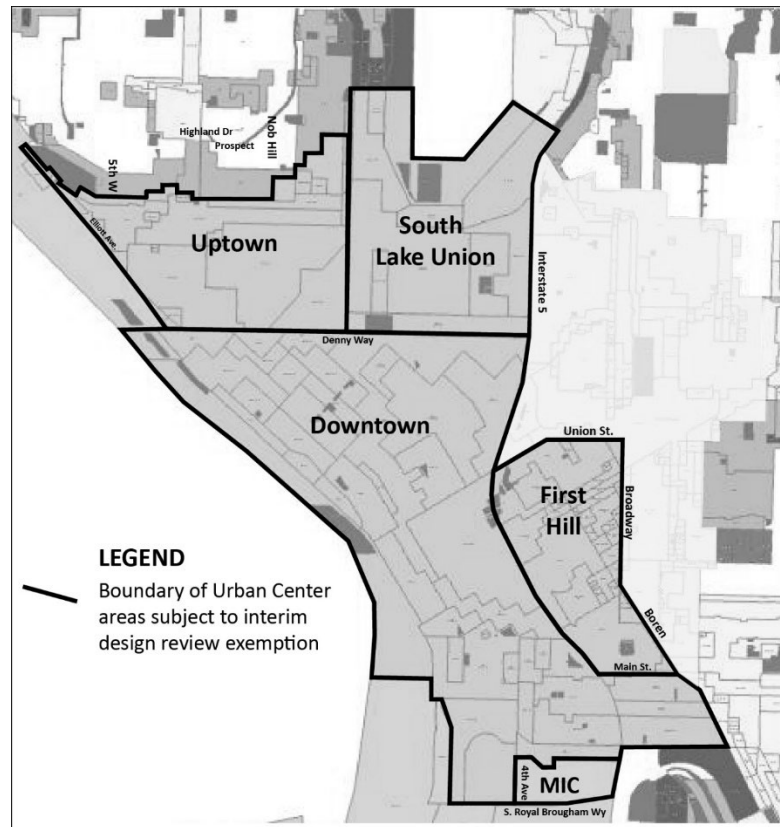 Highland Dr
Prospect
Nob Hill
5th W
Elliott Ave.
Uptown
South
Lake Union
Interstate 5
Denny Way
Downtown
Union St.
First
Hill
Broadway
Boren
Main St.
LEGEND
Boundary of Urban Center
areas subject to interim
design review exemption
4th Ave
MIC
S. Royal Brougham Wy